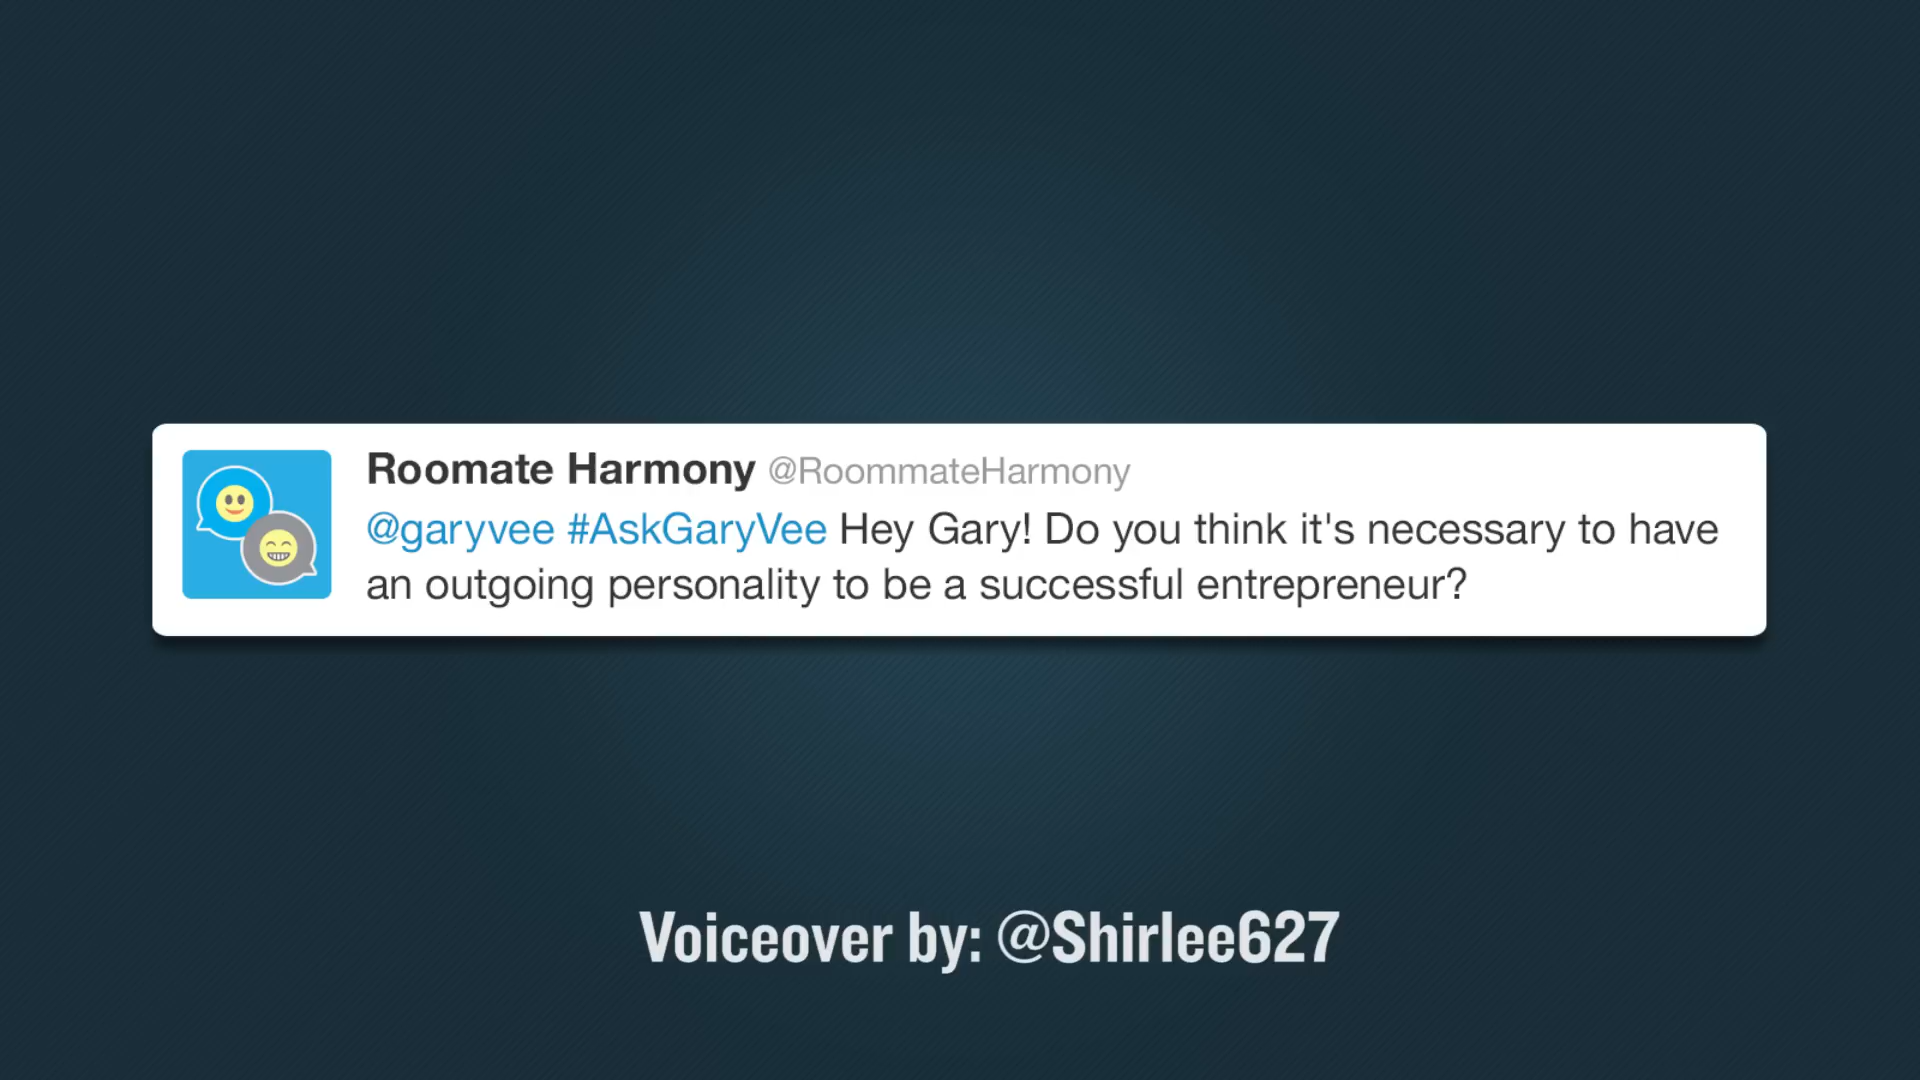 Roomate Harmony @RoommateHarmony
@garyvee #AskGaryVee Hey Gary! Do you think it's necessary to have
an outgoing personality to be a successful entrepreneur?
Voiceover by: @Shirlee627